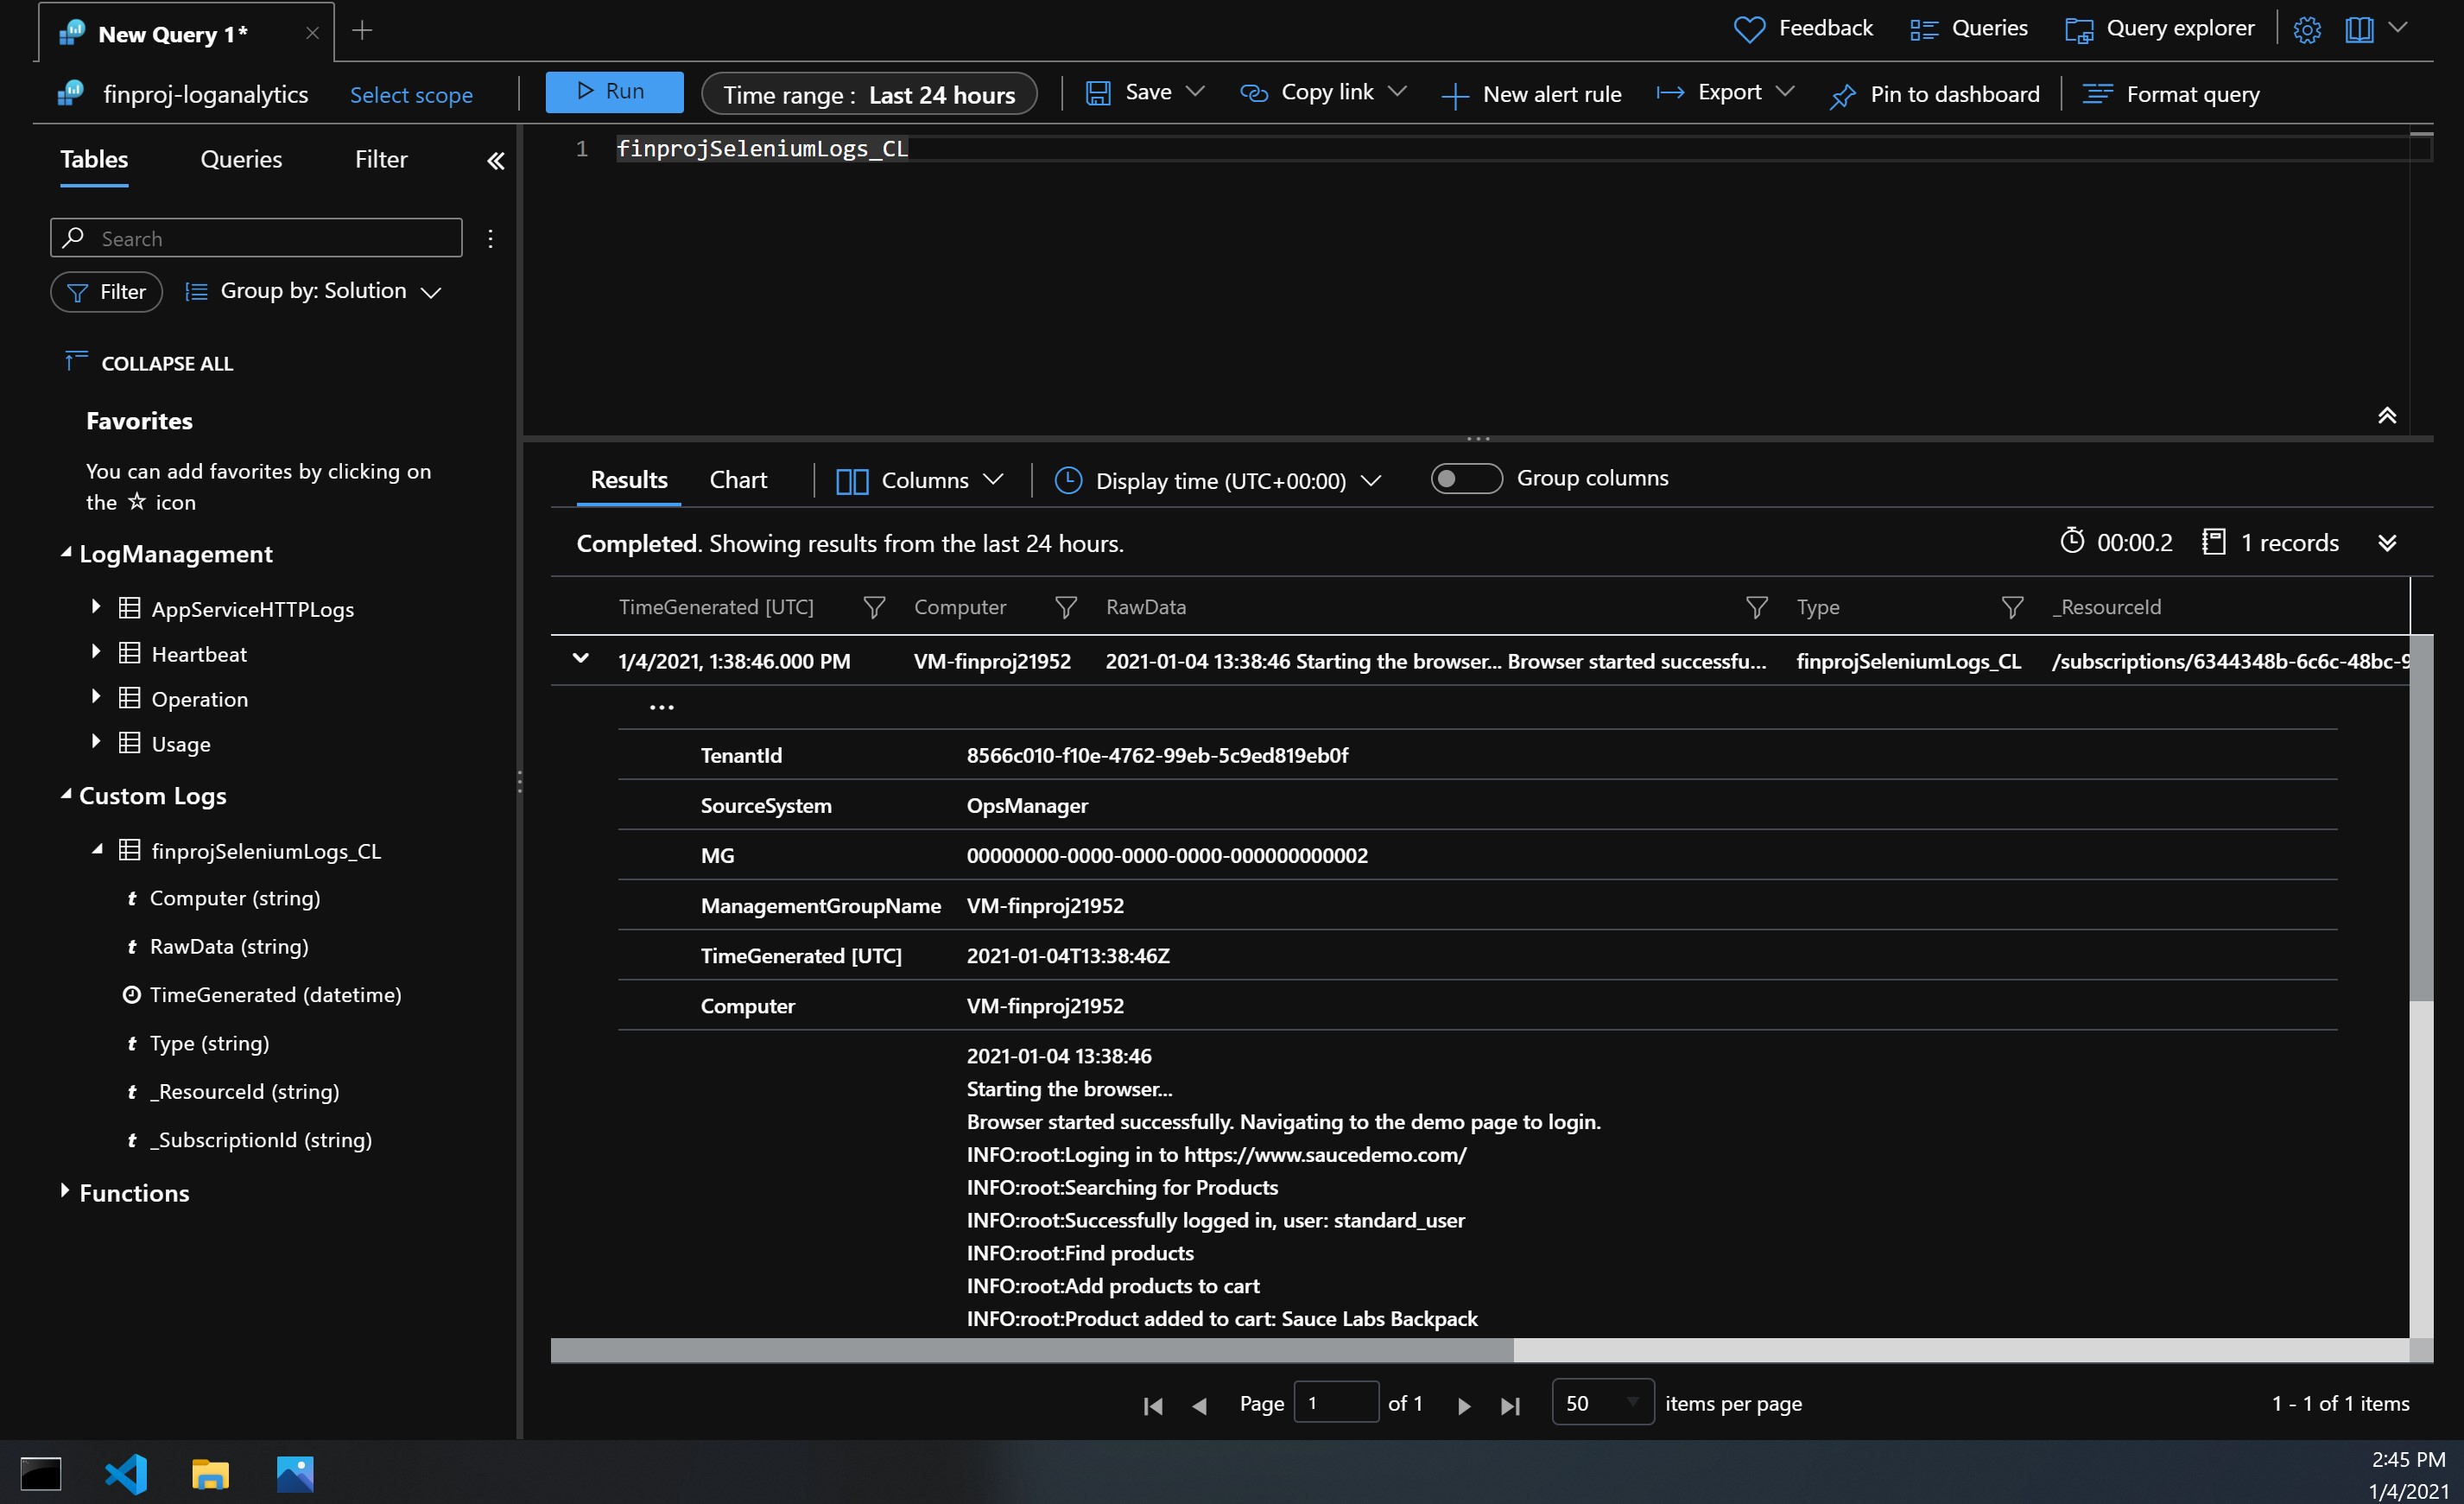 New Query 1*
Feedback
Queries
Query explorer
finproj-loganalytics
Select scope
Run
Time range : Last 24 hours
Save
Copy link
New alert rule
Export
Pin to dashboard
Format query
Tables
Queries
Filter
Search
Filter
Group by: Solution
COLLAPSE ALL
Favorites
You can add favorites by clicking on
the ☆ icon
LogManagement
AppServiceHTTPLogs
Heartbeat
Operation
Usage
Custom Logs
finprojSeleniumLogs_CL
Computer (string)
RawData (string)
TimeGenerated (datetime)
Type (string)
_ResourceId (string)
_SubscriptionId (string)
Functions
1 finprojSeleniumLogs_CL
Results
Chart
Columns
Display time (UTC+00:00)
Group columns
Completed. Showing results from the last 24 hours.
00:00.2
1 records
TimeGenerated [UTC] Computer RawData Type _ResourceId
1/4/2021, 1:38:46.000 PM VM-finproj21952 2021-01-04 13:38:46 Starting the browser... Browser started successfu... finprojSeleniumLogs_CL /subscriptions/6344348b-6c6c-48bc-9
...
TenantId 8566c010-f10e-4762-99eb-5c9ed819eb0f
SourceSystem OpsManager
MG 00000000-0000-0000-0000-000000000002
ManagementGroupName VM-finproj21952
TimeGenerated [UTC] 2021-01-04T13:38:46Z
Computer VM-finproj21952
2021-01-04 13:38:46
Starting the browser...
Browser started successfully. Navigating to the demo page to login.
INFO:root:Loging in to https://www.saucedemo.com/
INFO:root:Searching for Products
INFO:root:Successfully logged in, user: standard_user
INFO:root:Find products
INFO:root:Add products to cart
INFO:root:Product added to cart: Sauce Labs Backpack
Page 1 of 1
50 items per page
1 - 1 of 1 items
2:45 PM
1/4/2021